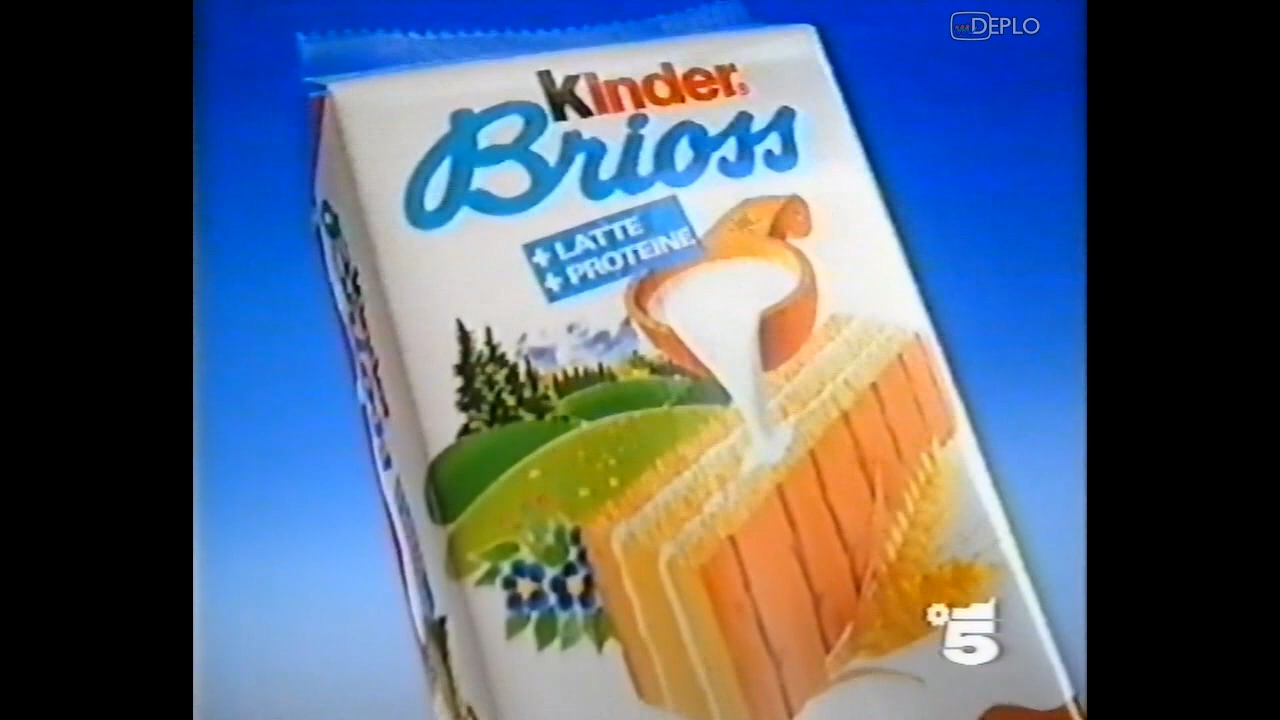 DEPLO
Kinder
Brioss
+ LATTE
+ PROTEINE
5